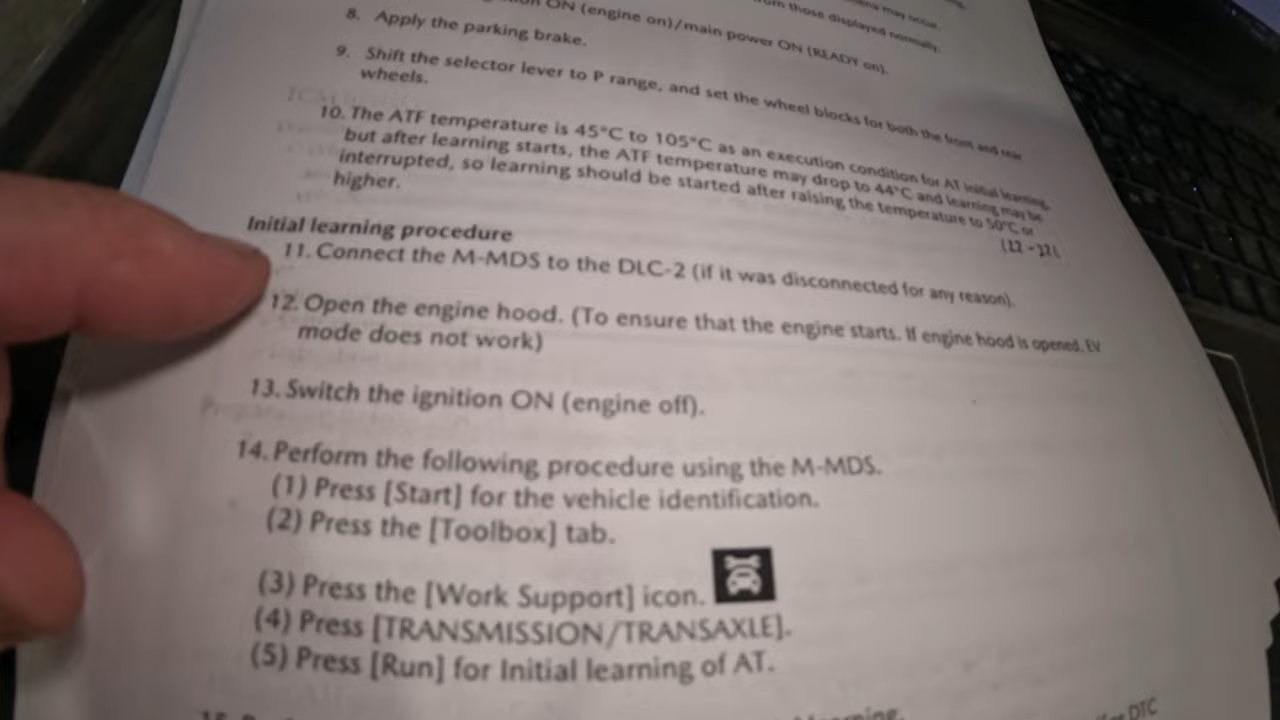 ena may occur.
from those displayed normally.
ON (engine on)/main power ON (READY on).
8. Apply the parking brake.
9. Shift the selector lever to P range, and set the wheel blocks for both the front and rear
wheels.
10. The ATF temperature is 45°C to 105°C as an execution condition for AT initial learning,
but after learning starts, the ATF temperature may drop to 44°C and learning may be
interrupted, so learning should be started after raising the temperature to 50°C or
higher.
Initial learning procedure
11. Connect the M-MDS to the DLC-2 (if it was disconnected for any reason).
12. Open the engine hood. (To ensure that the engine starts. If engine hood is opened, EV
mode does not work)
13. Switch the ignition ON (engine off).
14. Perform the following procedure using the M-MDS.
(1) Press [Start] for the vehicle identification.
(2) Press the [Toolbox] tab.
(3) Press the [Work Support] icon.
(4) Press [TRANSMISSION/TRANSAXLE].
(5) Press [Run] for Initial learning of AT.
DTC